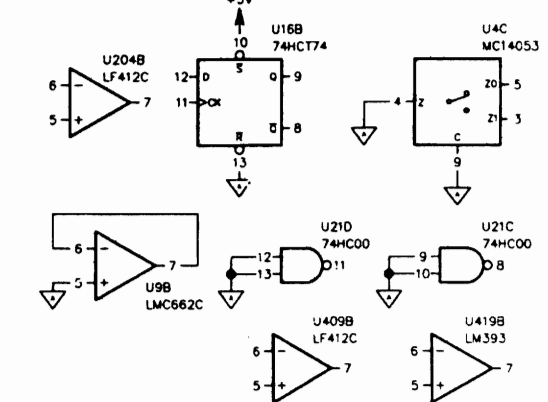 +5V
U204B
LF412C
6
5
7
−
+
U16B
74HCT74
10
S
12
D
11
CK
Q
9
Q
8
R
13
U4C
MC14053
4
Z
Z0
5
Z1
3
C
9
6
5
7
−
+
U9B
LMC662C
U21D
74HC00
12
13
11
U21C
74HC00
9
10
8
U409B
LF412C
6
5
7
−
+
U419B
LM393
6
5
7
−
+